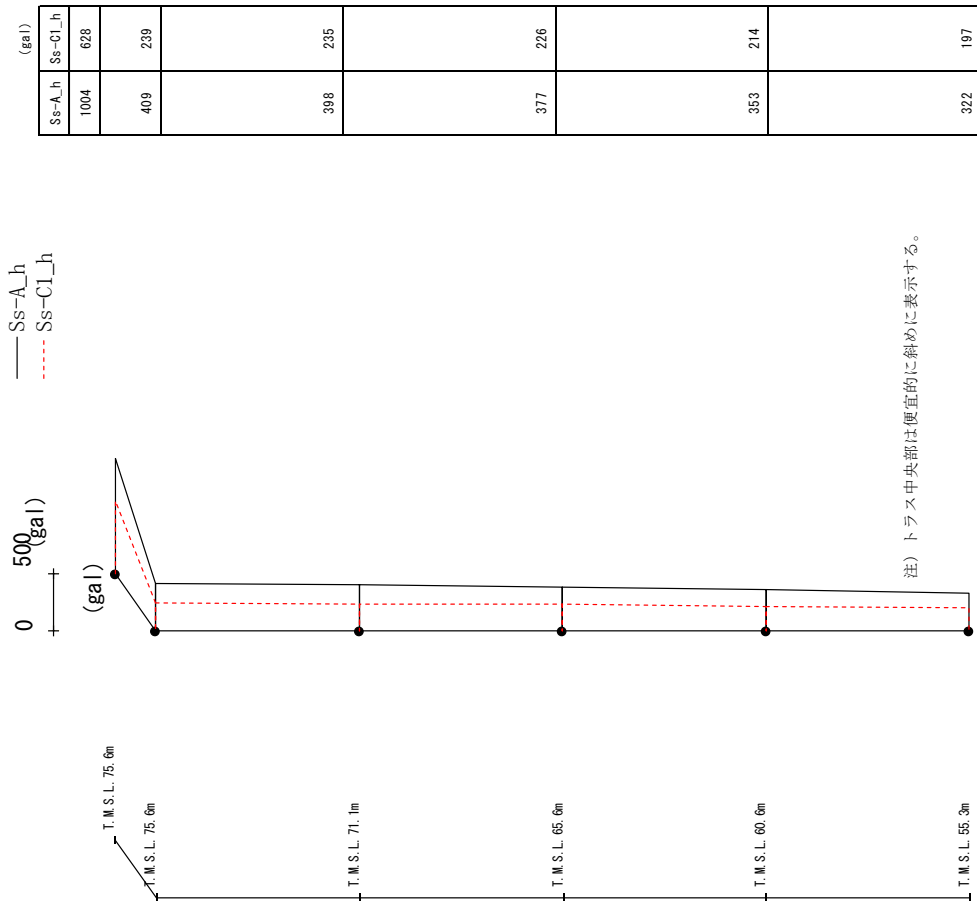 Ss-A_h
Ss-C1_h
0 500
(gal)
(gal)
T.M.S.L. 75.6m
T.M.S.L. 75.6m
T.M.S.L. 71.1m
T.M.S.L. 65.6m
T.M.S.L. 60.6m
T.M.S.L. 55.3m
(gal)
Ss-A_h Ss-C1_h
1004 628
409 239
398 235
377 226
353 214
322 197
注) トラス中央部は便宜的に斜めに表示する。